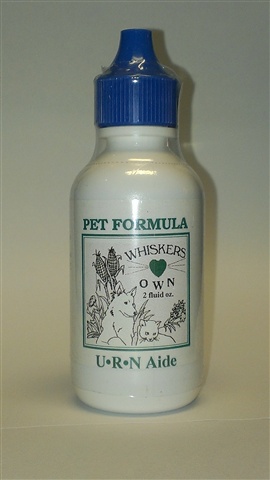 PET FORMULA
WHISKERS
OWN
2 fluid oz.
U•R•N Aide